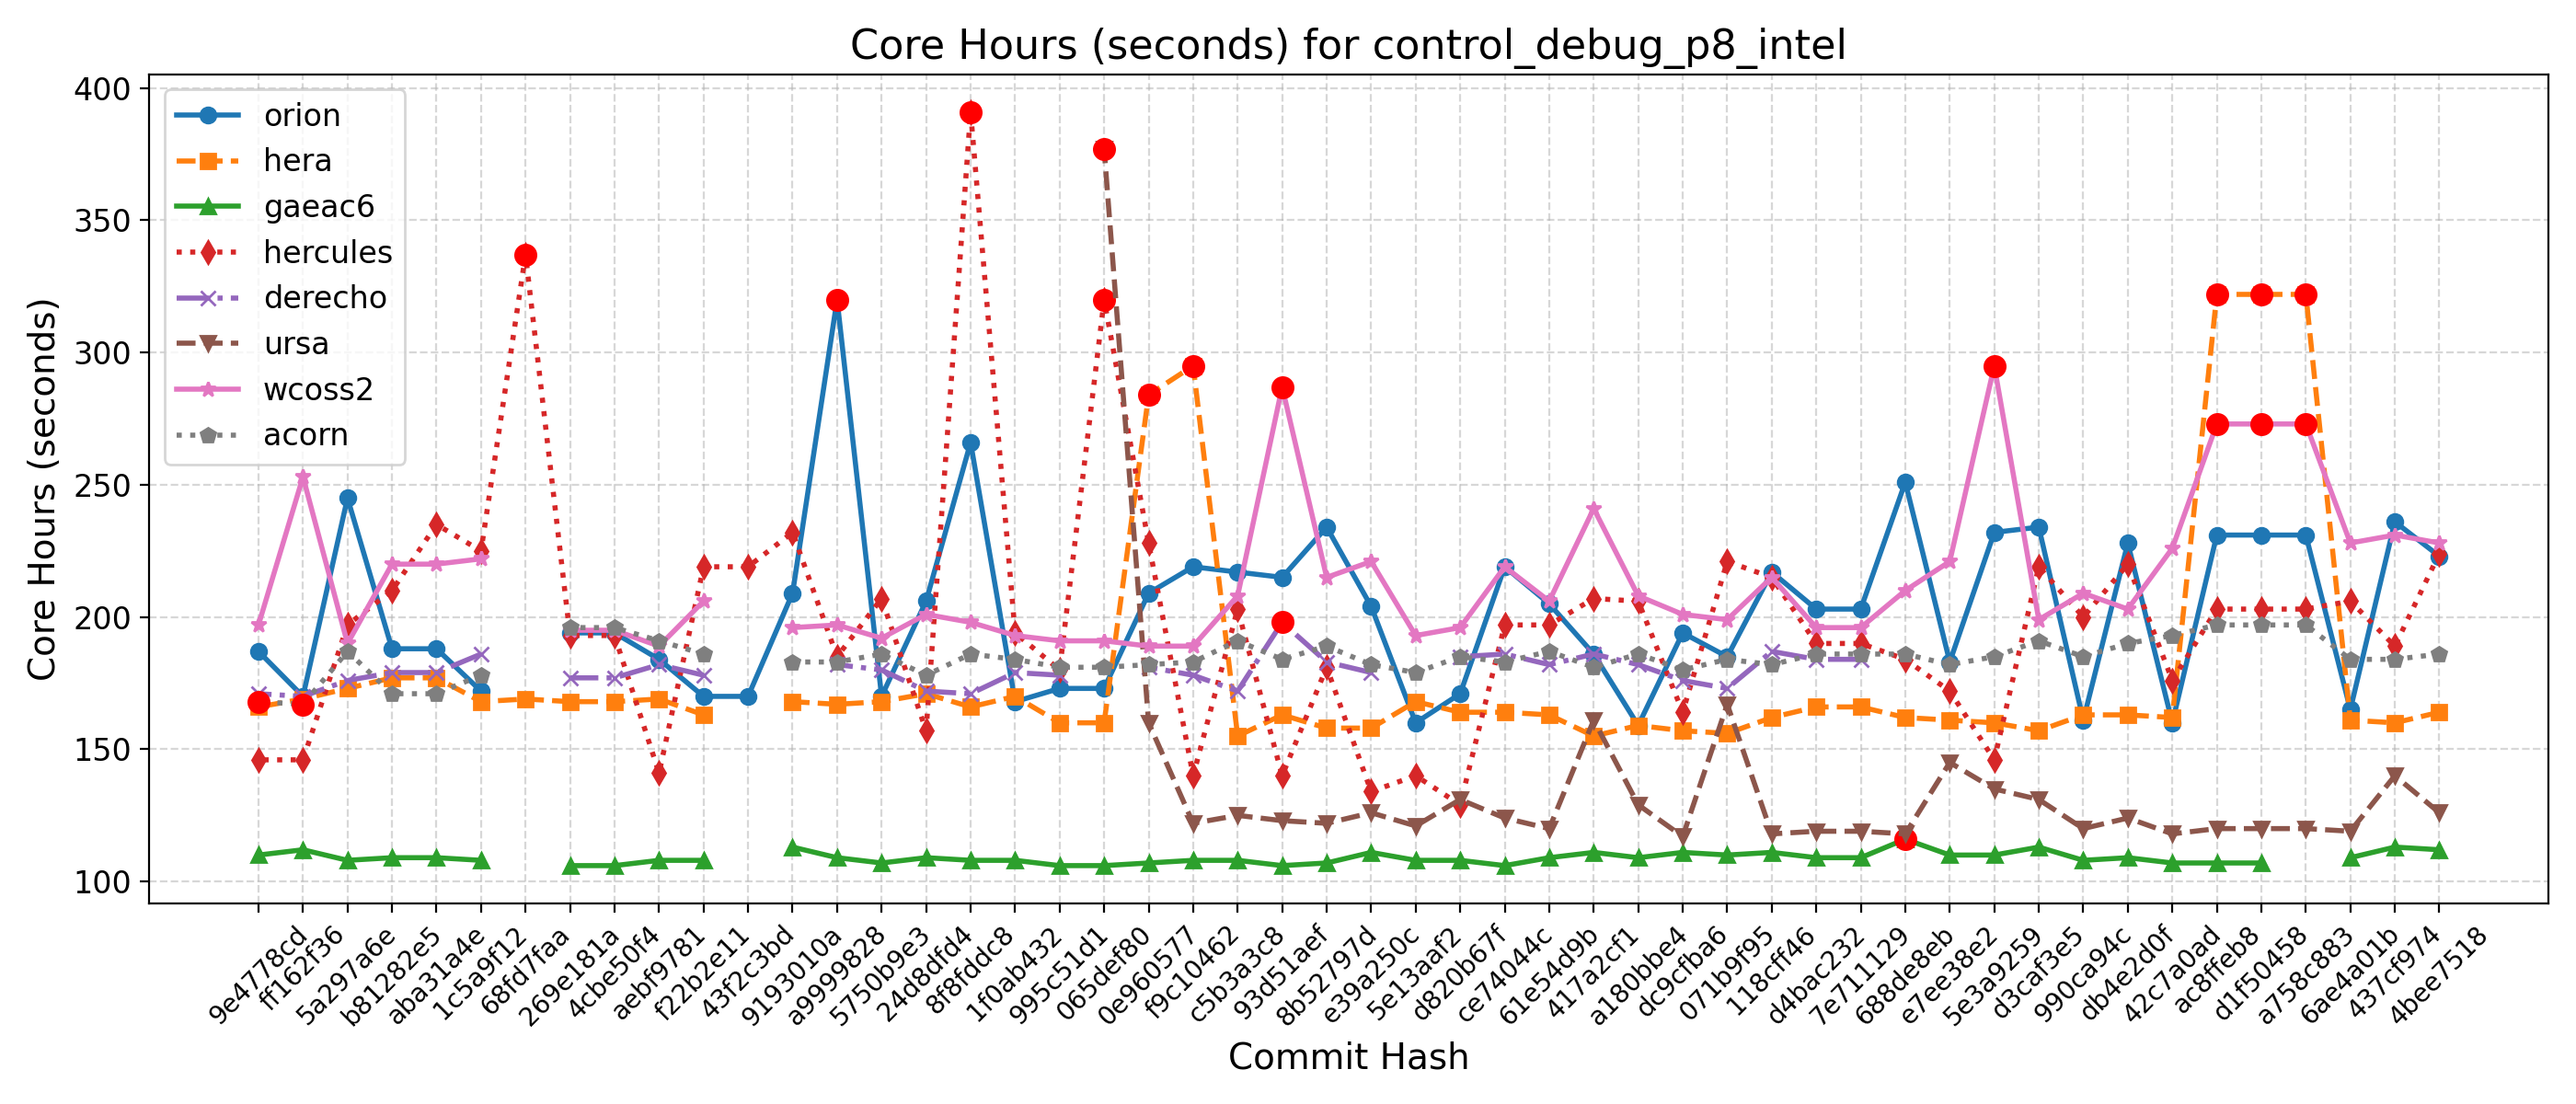 Core Hours (seconds) for control_debug_p8_intel
400
350
300
250
200
150
100
Core Hours (seconds)
orion
hera
gaeac6
hercules
derecho
ursa
wcoss2
acorn
9e4778cd
ff162f36
5a297a6e
b81282e5
aba31a4e
1c5a9f12
68fd7faa
269e181a
4cbe50f4
aebf9781
f22b2e11
43f2c3bd
9193010a
a9999828
5750b9e3
24d8dfd4
8f8fddc8
1f0ab432
995c51d1
065def80
0e960577
f9c10462
c5b3a3c8
93d51aef
8b52797d
e39a250c
5e13aaf2
d820b67f
ce74044c
61e54d9b
417a2cf1
a180bbe4
dc9cfba6
071b9f95
118cff46
d4bac232
7e711129
688de8eb
e7ee38e2
5e3a9259
d3caf3e5
990ca94c
db4e2d0f
42c7a0ad
ac8ffeb8
d1f50458
a758c883
6ae4a01b
437cf974
4bee7518
Commit Hash